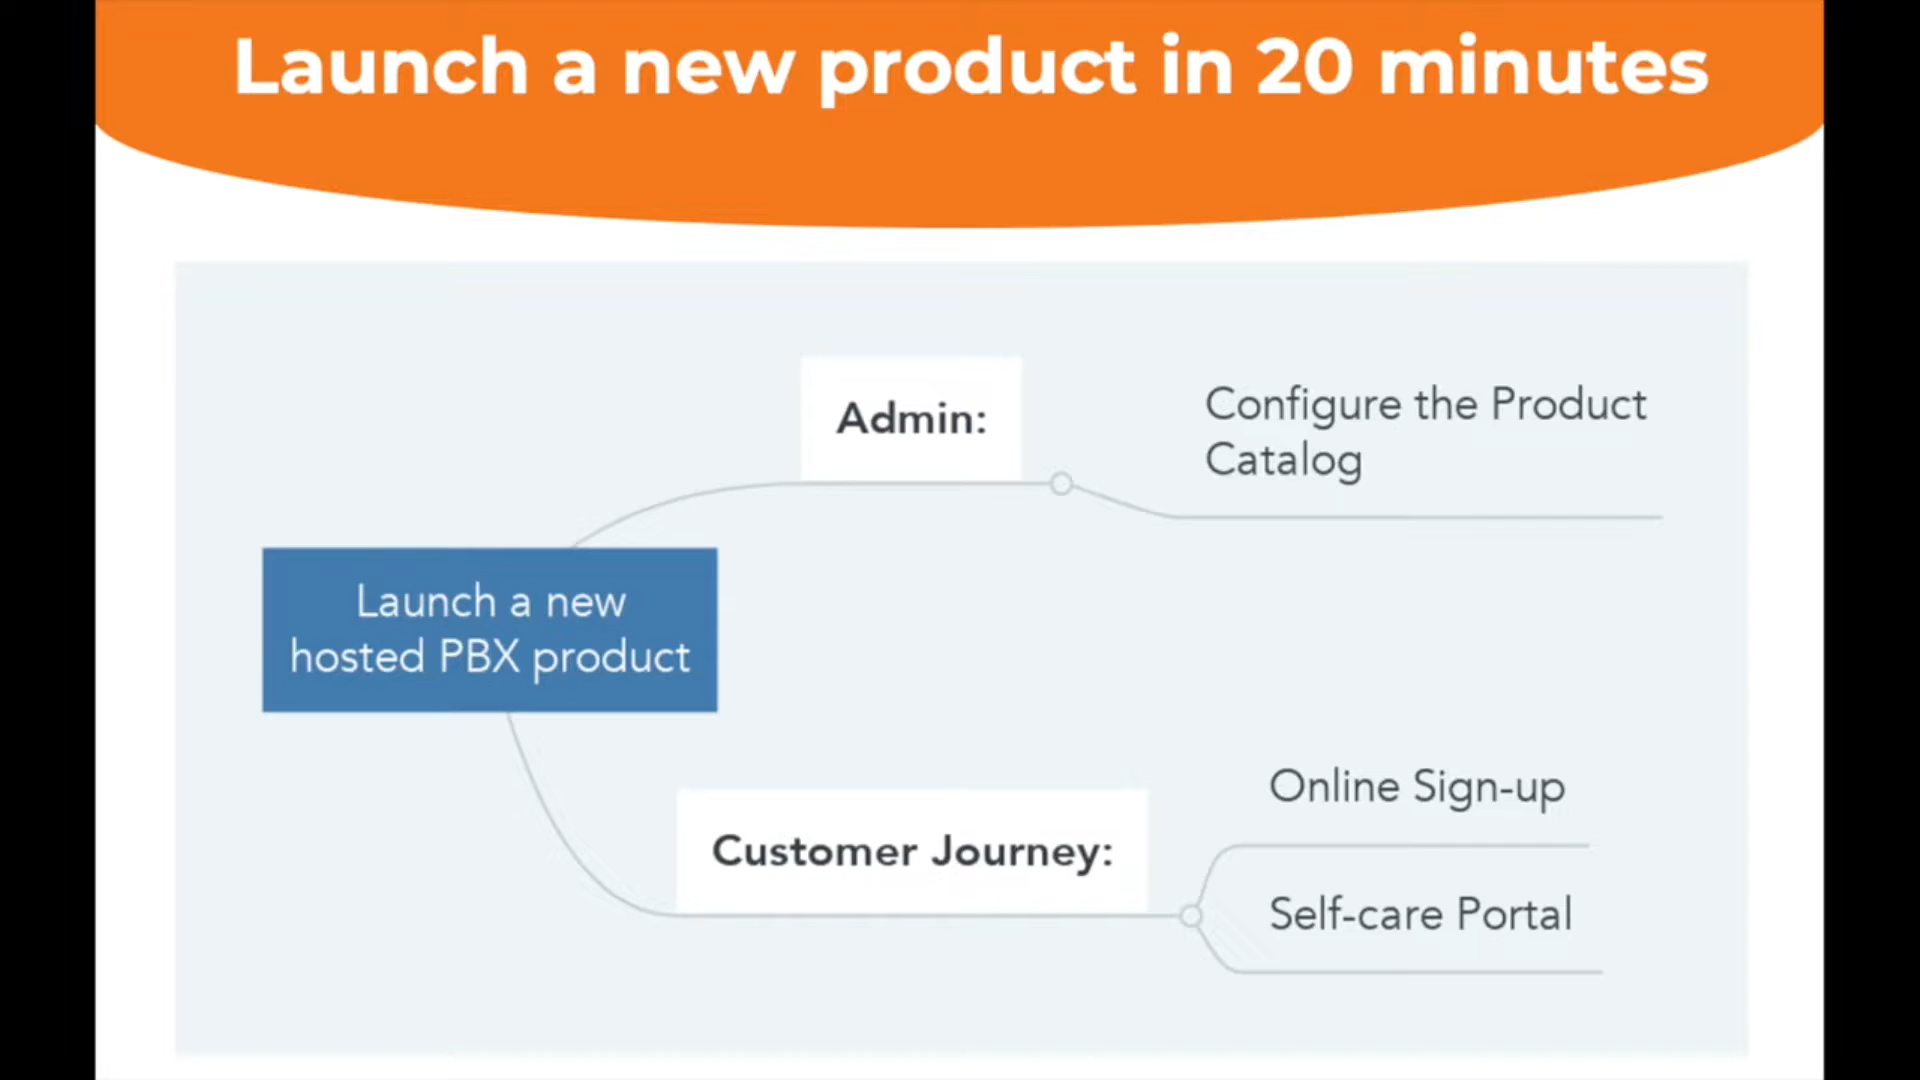 Launch a new product in 20 minutes
Admin:
Configure the Product
Catalog
Launch a new
hosted PBX product
Customer Journey:
Online Sign-up
Self-care Portal